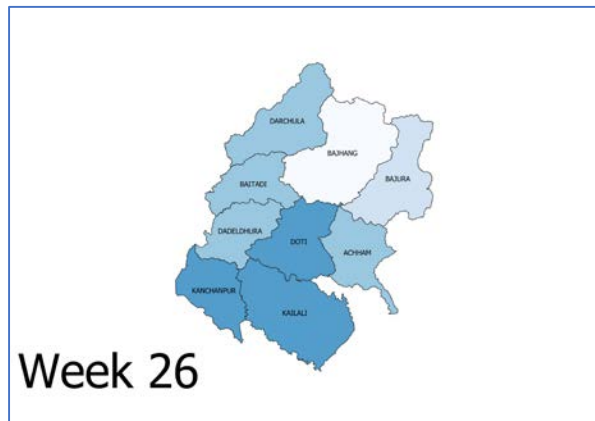 DARCHULA
BAJHANG
BAJURA
BAITADI
DADELDHURA
DOTI
ACHHAM
KANCHANPUR
KAILALI
Week 26